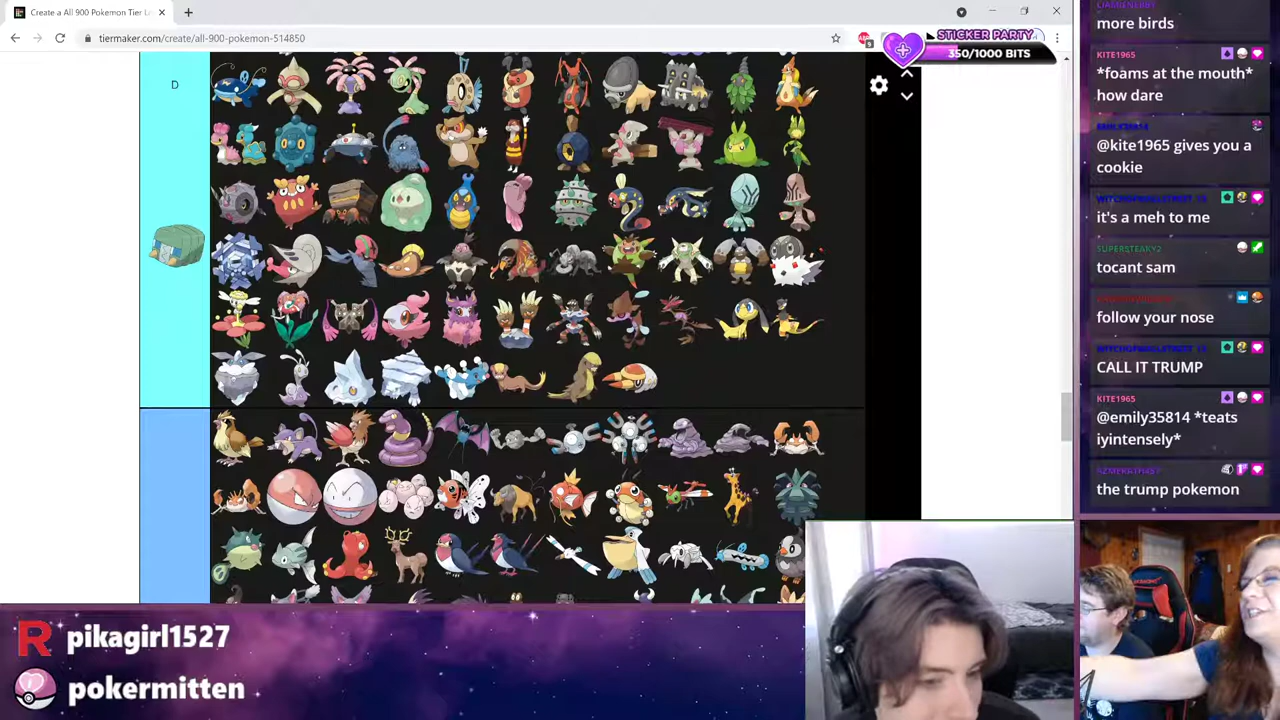 Create a All 900 Pokemon Tier Li
tiermaker.com/create/all-900-pokemon-514850
STICKER PARTY
350/1000 BITS
D
more birds
KITE1965
*foams at the mouth*
how dare
@kite1965 gives you a
cookie
it's a meh to me
SUPERSTEAKY2
tocant sam
follow your nose
CALL IT TRUMP
KITE1965
@emily35814 *teats
iyintensely*
the trump pokemon
R pikagirl1527
pokermitten